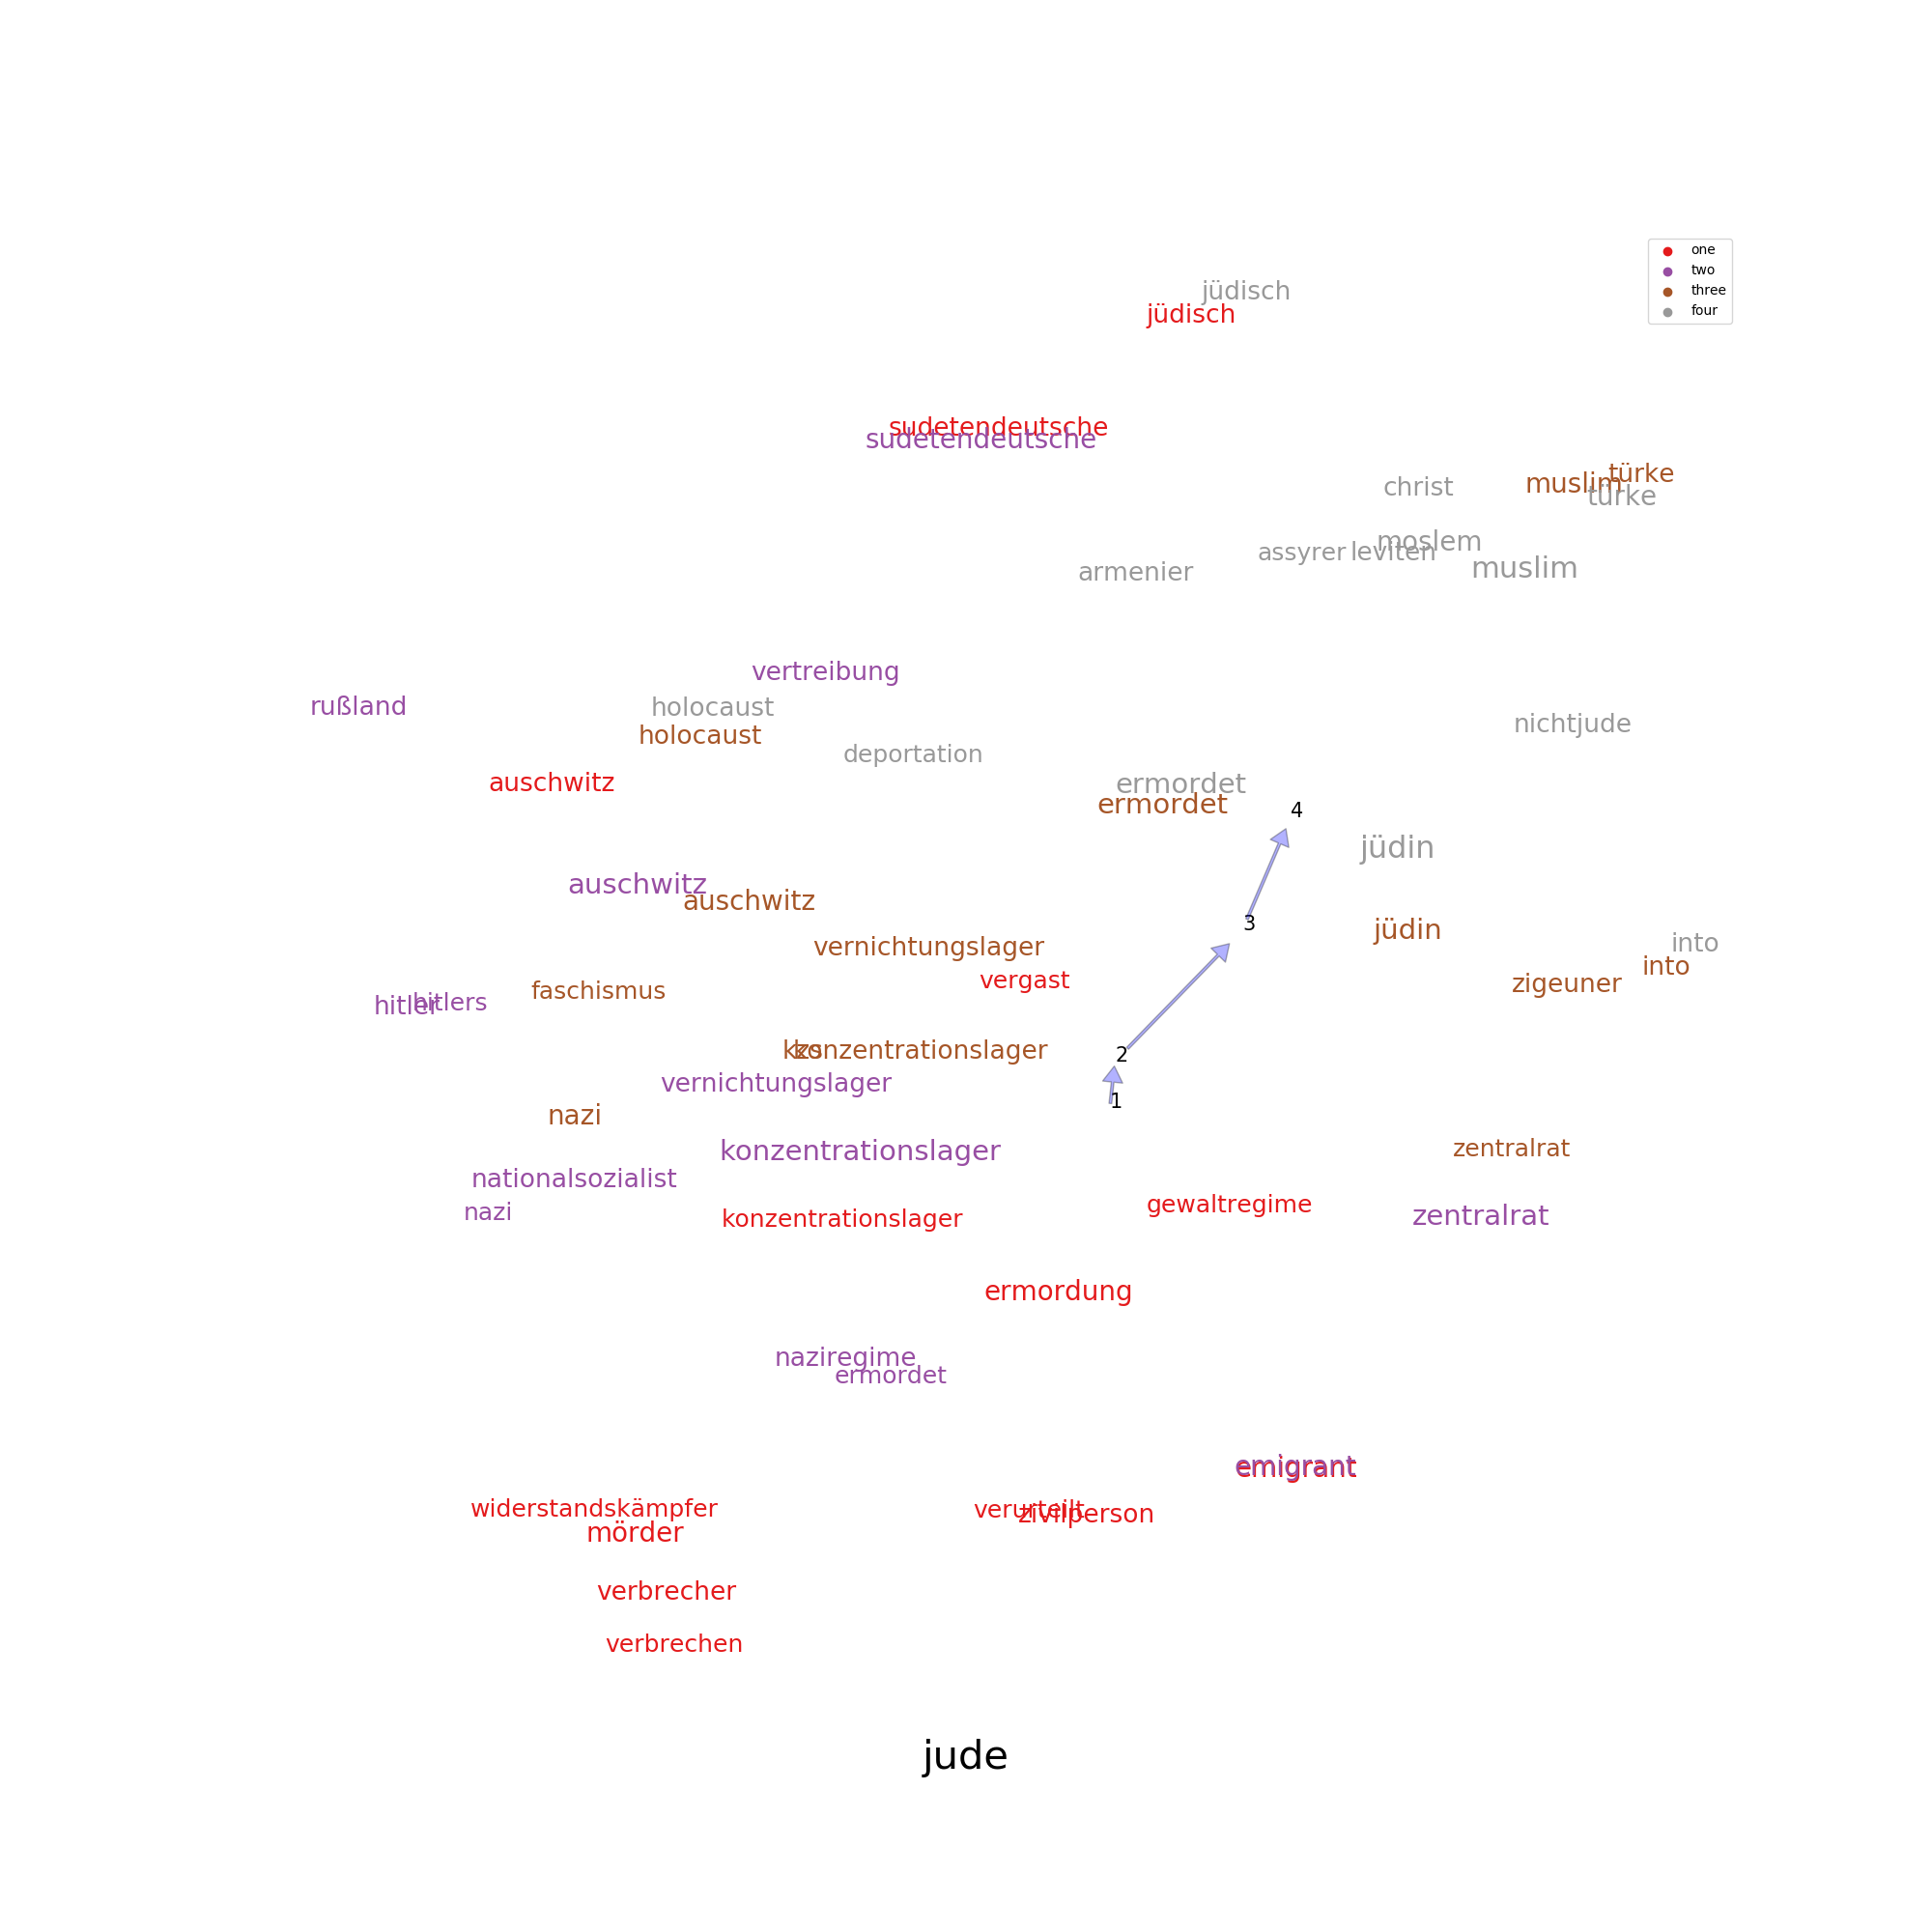 one
two
three
four
jüdisch
jüdisch
sudetendeutsche
sudetendeutsche
türke
muslim
christ
türke
moslem
assyrer
leviten
muslim
armenier
vertreibung
rußland
holocaust
nichtjude
holocaust
deportation
auschwitz
ermordet
ermordet
4
jüdin
auschwitz
auschwitz
3
jüdin
vernichtungslager
into
into
vergast
zigeuner
faschismus
hitlers
hitler
kzs
konzentrationslager
2
vernichtungslager
1
nazi
konzentrationslager
zentralrat
nationalsozialist
gewaltregime
nazi
konzentrationslager
zentralrat
ermordung
naziregime
ermordet
emigrant
emigrant
widerstandskämpfer
verurteilt
zivilperson
mörder
verbrecher
verbrechen
jude